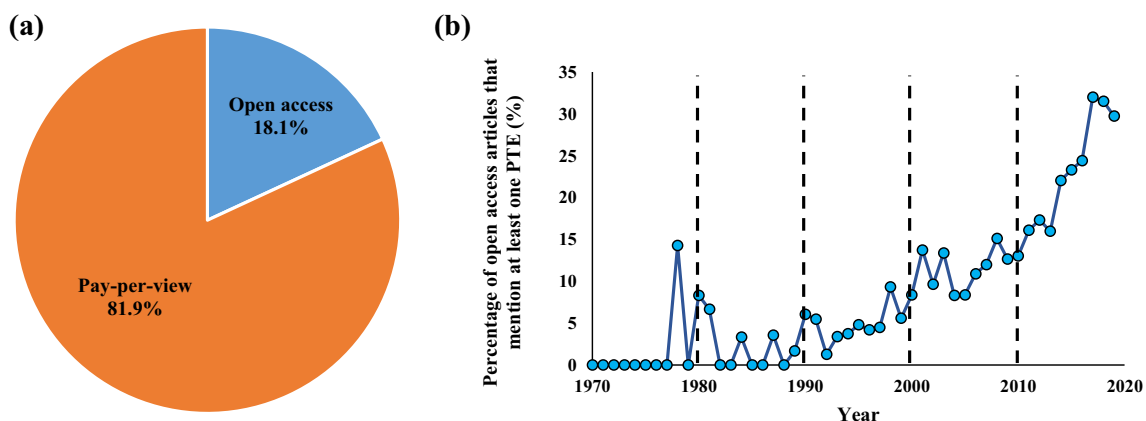 (a)
Open access
18.1%
Pay-per-view
81.9%
(b)
Percentage of open access articles that
mention at least one PTE (%)
35
30
25
20
15
10
5
0
1970
1980
1990
2000
2010
2020
Year